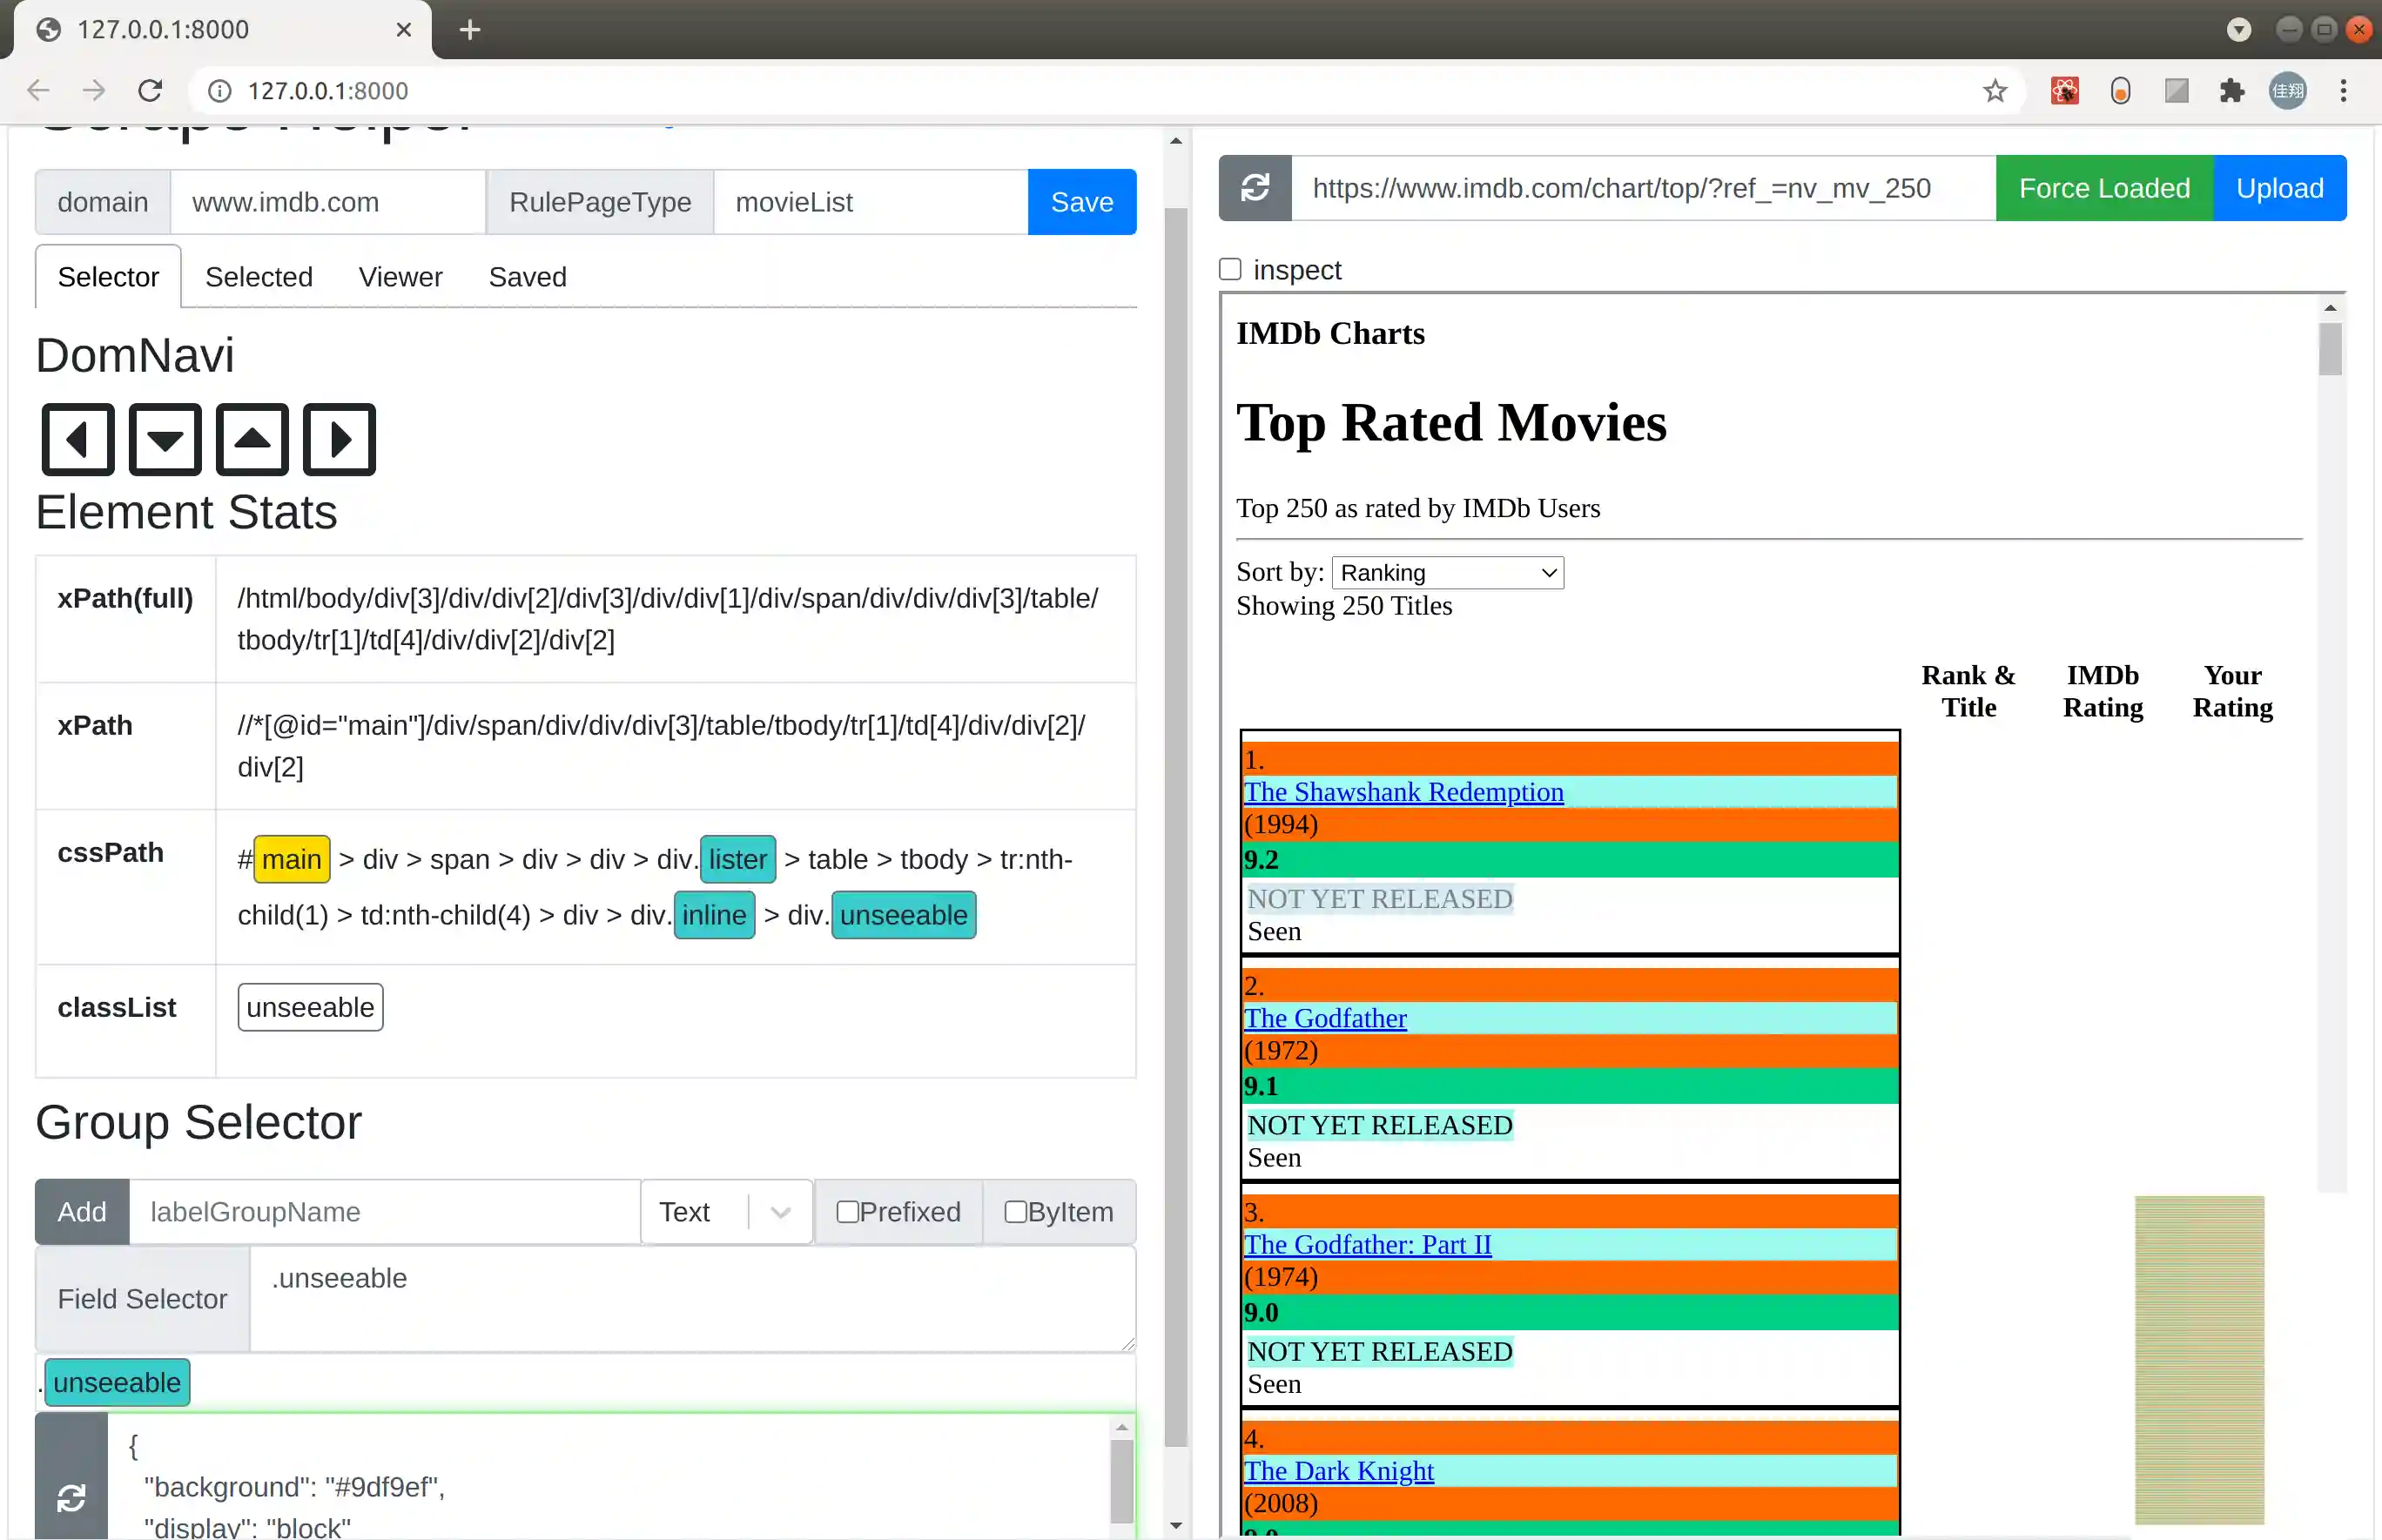 127.0.0.1:8000
127.0.0.1:8000
佳翔
Scrape Helper
domain www.imdb.com RulePageType movieList Save
Selector Selected Viewer Saved
DomNavi
Element Stats
xPath(full) /html/body/div[3]/div/div[2]/div[3]/div/div[1]/div/span/div/div/div[3]/table/
tbody/tr[1]/td[4]/div/div[2]/div[2]
xPath //*[@id="main"]/div/span/div/div/div[3]/table/tbody/tr[1]/td[4]/div/div[2]/
div[2]
cssPath #main > div > span > div > div > div.lister > table > tbody > tr:nth-
child(1) > td:nth-child(4) > div > div.inline > div.unseeable
classList unseeable
Group Selector
Add labelGroupName Text Prefixed ByItem
Field Selector .unseeable
.unseeable
{
"background": "#9df9ef",
"display": "block"
https://www.imdb.com/chart/top/?ref_=nv_mv_250 Force Loaded Upload
inspect
IMDb Charts
Top Rated Movies
Top 250 as rated by IMDb Users
Sort by: Ranking
Showing 250 Titles
Rank & Title IMDb Rating Your Rating
1.
The Shawshank Redemption
(1994)
9.2
NOT YET RELEASED
Seen
2.
The Godfather
(1972)
9.1
NOT YET RELEASED
Seen
3.
The Godfather: Part II
(1974)
9.0
NOT YET RELEASED
Seen
4.
The Dark Knight
(2008)
9.0